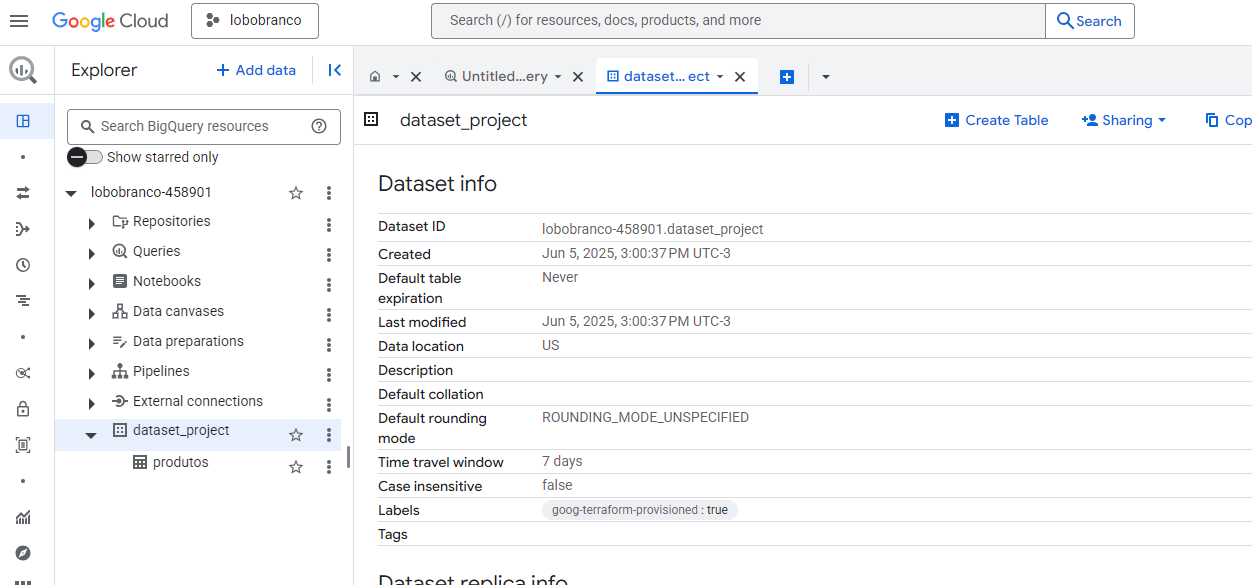 Google Cloud
lobobranco
Search (/) for resources, docs, products, and more
Search
Explorer
+ Add data
Untitled...ery
dataset... ect
Search BigQuery resources
Show starred only
dataset_project
Create Table
Sharing
Cop
lobobranco-458901
Repositories
Queries
Notebooks
Data canvases
Data preparations
Pipelines
External connections
dataset_project
produtos
Dataset info
Dataset ID lobobranco-458901.dataset_project
Created Jun 5, 2025, 3:00:37 PM UTC-3
Default table Never
expiration
Last modified Jun 5, 2025, 3:00:37 PM UTC-3
Data location US
Description
Default collation
Default rounding ROUNDING_MODE_UNSPECIFIED
mode
Time travel window 7 days
Case insensitive false
Labels goog-terraform-provisioned : true
Tags
Dataset replica info